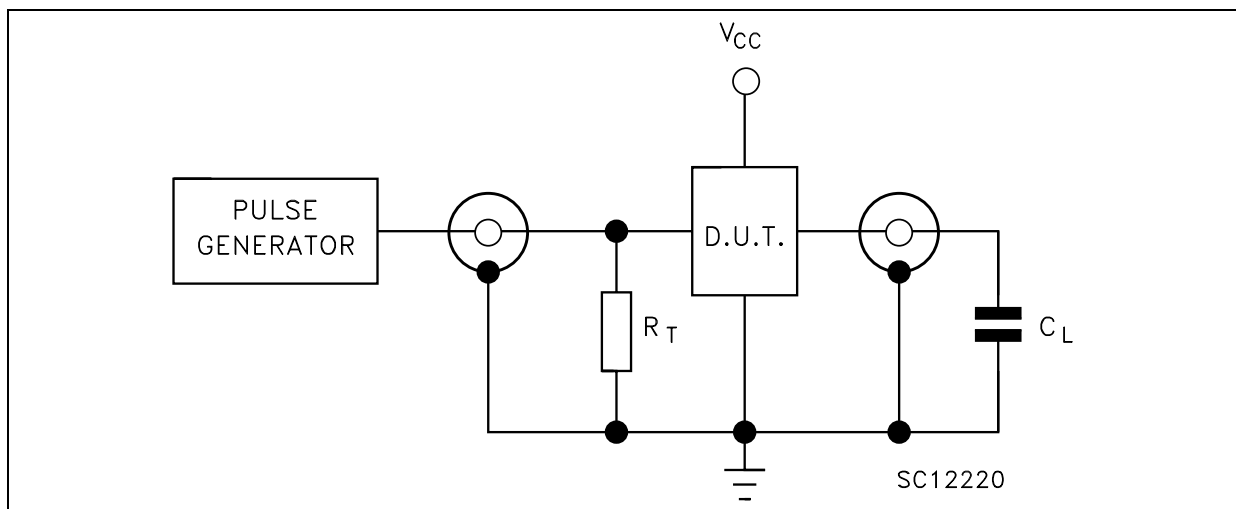 VCC
PULSE
GENERATOR
D.U.T.
RT
CL
SC12220